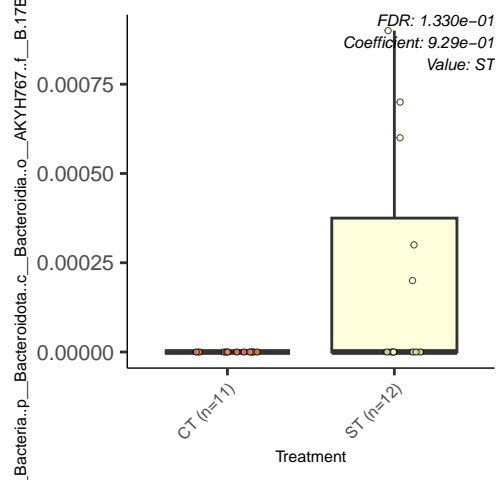 FDR: 1.330e−01
Coefficient: 9.29e−01
Value: ST
_Bacteria..p__Bacteroidota..c__Bacteroidia..o__AKYH767..f__B.17B
0.00075
0.00050
0.00025
0.00000
CT (n=11)
ST (n=12)
Treatment